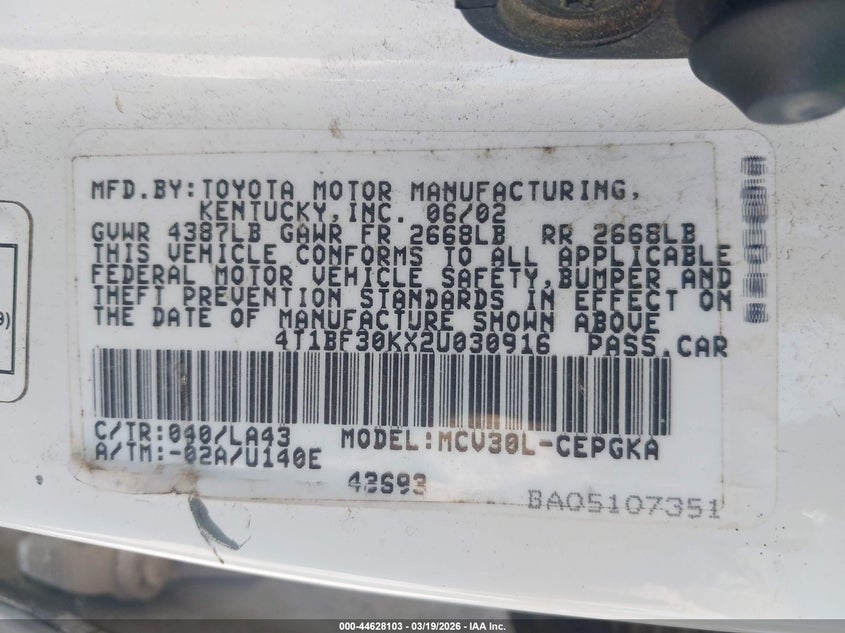 MFD.BY:TOYOTA MOTOR MANUFACTURING,
KENTUCKY,INC. 06/02
GVWR 4387LB GAWR FR 2668LB RR 2668LB
THIS VEHICLE CONFORMS TO ALL APPLICABLE
FEDERAL MOTOR VEHICLE SAFETY,BUMPER AND
THEFT PREVENTION STANDARDS IN EFFECT ON
THE DATE OF MANUFACTURE SHOWN ABOVE
4T1BF30KX2U030916 PASS.CAR
C/TR:040/LA43 MODEL:MCV30L-CEPGKA
A/TM:-02A/U140E
43693
BA05107351
9)
000-44628103 — 03/19/2026 — IAA Inc.